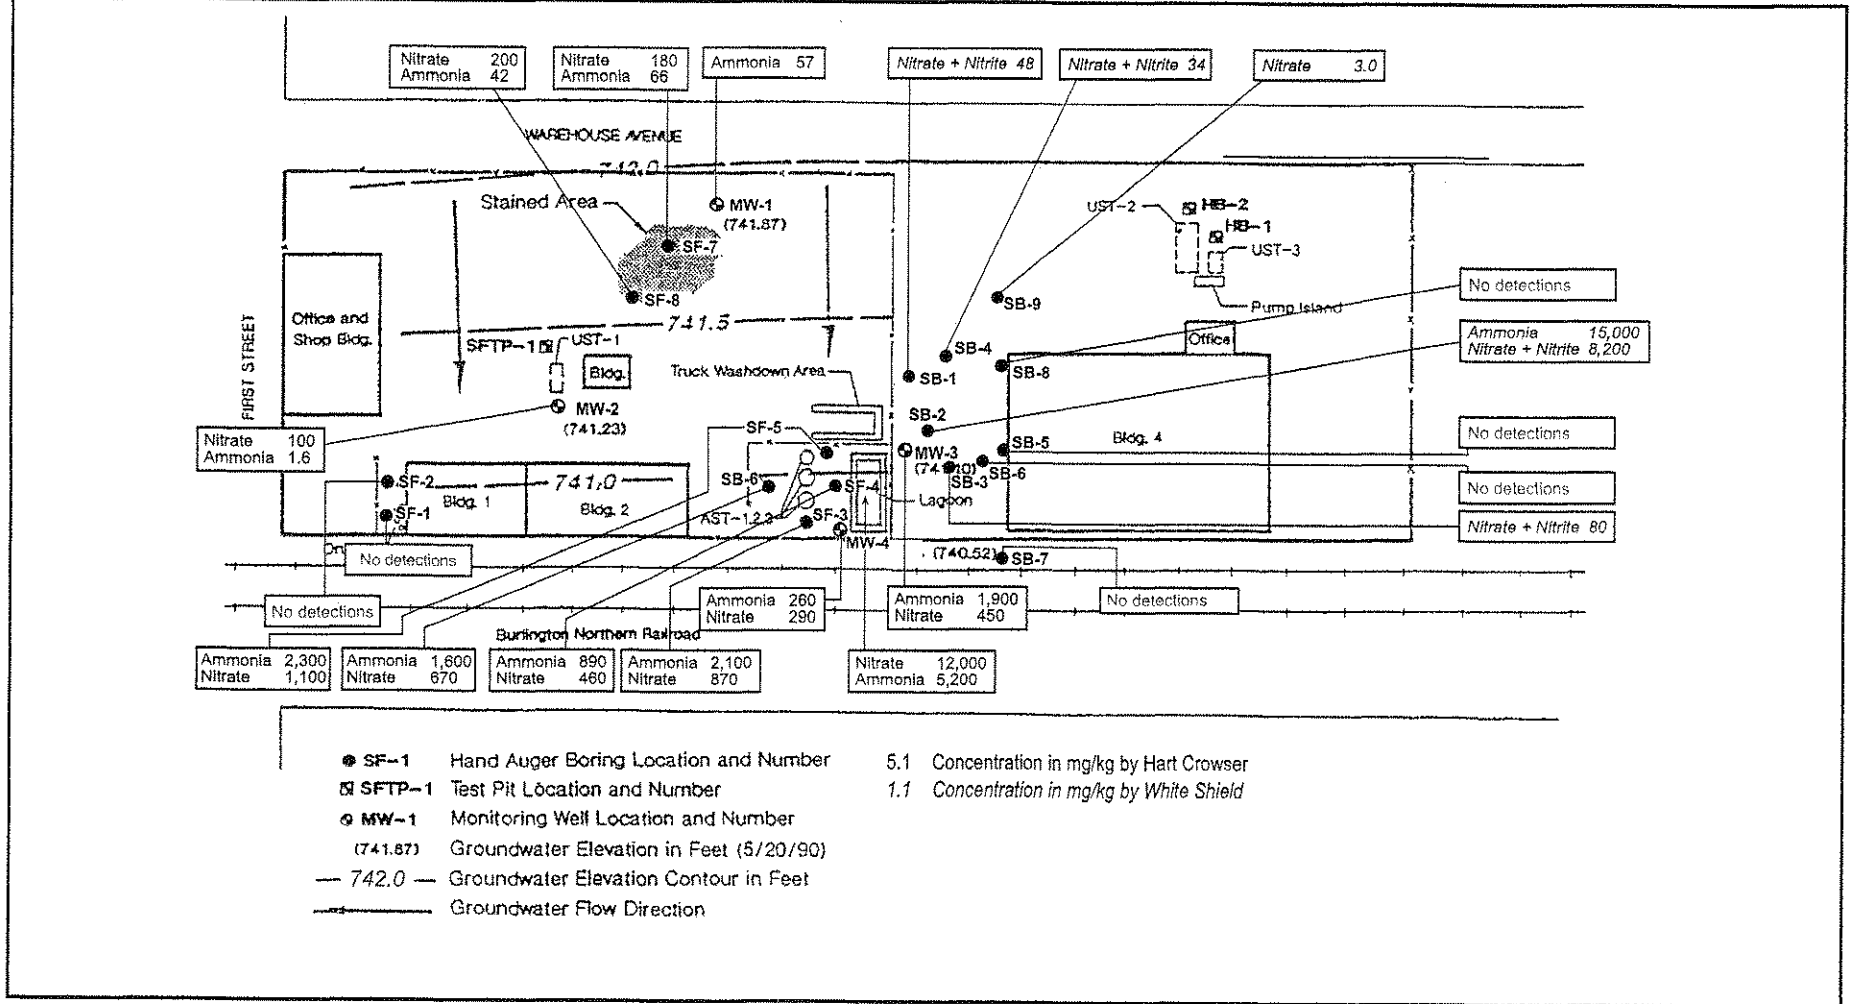 Nitrate 200
Ammonia 42
Nitrate 180
Ammonia 66
Ammonia 57
Nitrate + Nitrite 48
Nitrate + Nitrite 34
Nitrate 3.0
WAREHOUSE AVENUE
742.0
Stained Area
MW-1
(741.87)
SF-7
SF-8
UST-2
HB-2
HB-1
UST-3
Pump Island
SB-9
No detections
Office and
Shop Bldg.
FIRST STREET
741.5
SFTP-1
UST-1
Bldg.
Truck Washdown Area
SB-4
SB-1
SB-8
Office
Ammonia 15,000
Nitrate + Nitrite 8,200
MW-2
(741.23)
SB-2
SF-5
MW-3
SB-5
SB-6
SB-3
Bldg. 4
No detections
Nitrate 100
Ammonia 1.6
SF-2
SF-1
Bldg. 1
741.0
Bldg. 2
SB-6
SF-4
AST-1,2,3
SF-3
Lagoon
MW-4
No detections
Nitrate + Nitrite 80
(740.52)
SB-7
No detections
No detections
Ammonia 260
Nitrate 290
Ammonia 1,900
Nitrate 450
No detections
Burlington Northern Railroad
Ammonia 2,300
Nitrate 1,100
Ammonia 1,600
Nitrate 670
Ammonia 890
Nitrate 460
Ammonia 2,100
Nitrate 870
Nitrate 12,000
Ammonia 5,200
SF-1 Hand Auger Boring Location and Number
SFTP-1 Test Pit Location and Number
MW-1 Monitoring Well Location and Number
(741.87) Groundwater Elevation in Feet (5/20/90)
742.0 Groundwater Elevation Contour in Feet
Groundwater Flow Direction
5.1 Concentration in mg/kg by Hart Crowser
1.1 Concentration in mg/kg by White Shield